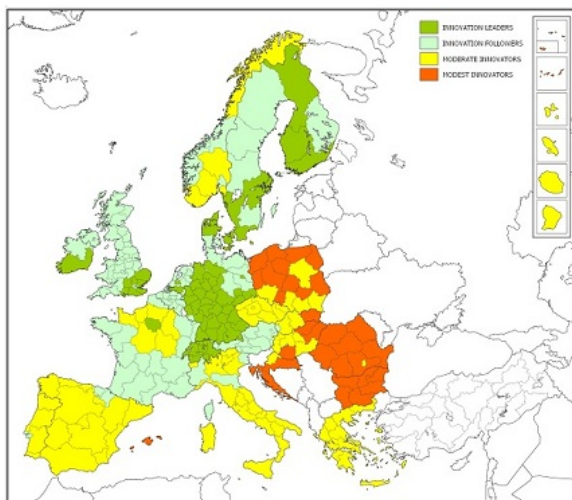 INNOVATION LEADERS
INNOVATION FOLLOWERS
MODERATE INNOVATORS
MODEST INNOVATORS